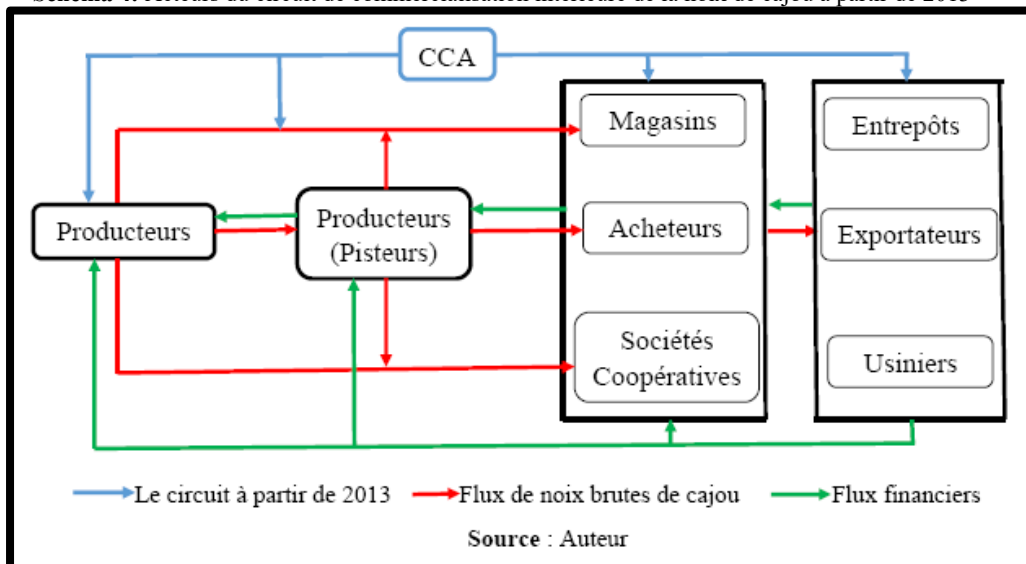 CCA
Magasins
Entrepôts
Producteurs
Producteurs
(Pisteurs)
Acheteurs
Exportateurs
Sociétés
Coopératives
Usiniers
Le circuit à partir de 2013
Flux de noix brutes de cajou
Flux financiers
Source : Auteur